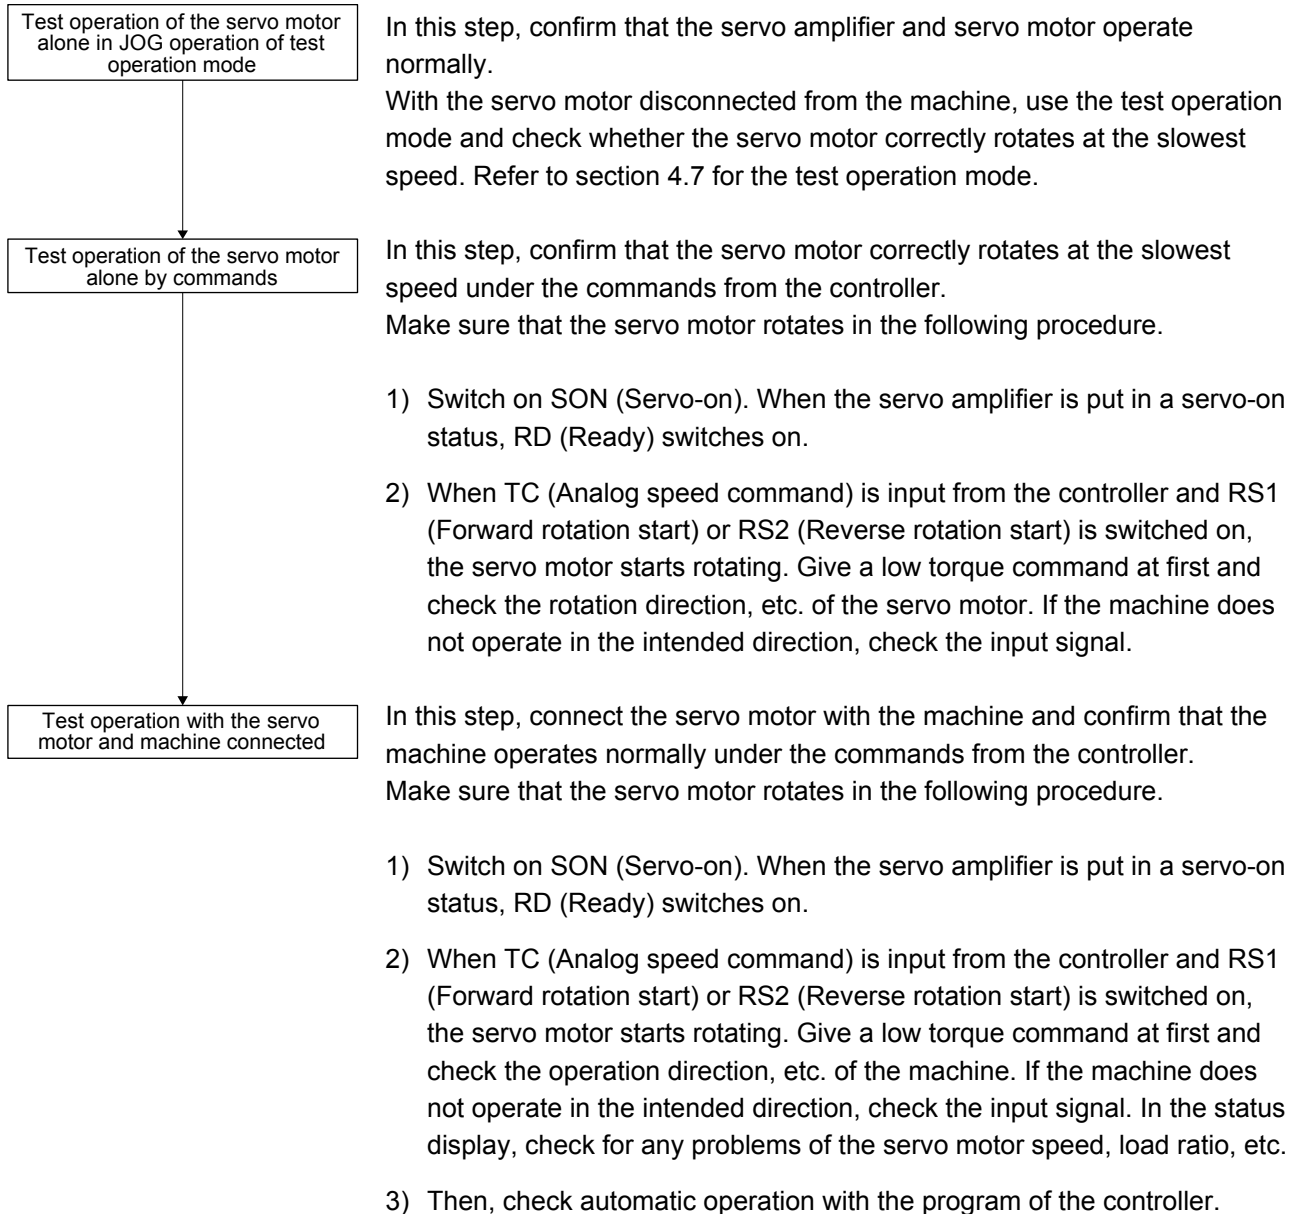 Test operation of the servo motor
alone in JOG operation of test
operation mode
In this step, confirm that the servo amplifier and servo motor operate
normally.
With the servo motor disconnected from the machine, use the test operation
mode and check whether the servo motor correctly rotates at the slowest
speed. Refer to section 4.7 for the test operation mode.
Test operation of the servo motor
alone by commands
In this step, confirm that the servo motor correctly rotates at the slowest
speed under the commands from the controller.
Make sure that the servo motor rotates in the following procedure.
1) Switch on SON (Servo-on). When the servo amplifier is put in a servo-on
status, RD (Ready) switches on.
2) When TC (Analog speed command) is input from the controller and RS1
(Forward rotation start) or RS2 (Reverse rotation start) is switched on,
the servo motor starts rotating. Give a low torque command at first and
check the rotation direction, etc. of the servo motor. If the machine does
not operate in the intended direction, check the input signal.
Test operation with the servo
motor and machine connected
In this step, connect the servo motor with the machine and confirm that the
machine operates normally under the commands from the controller.
Make sure that the servo motor rotates in the following procedure.
1) Switch on SON (Servo-on). When the servo amplifier is put in a servo-on
status, RD (Ready) switches on.
2) When TC (Analog speed command) is input from the controller and RS1
(Forward rotation start) or RS2 (Reverse rotation start) is switched on,
the servo motor starts rotating. Give a low torque command at first and
check the operation direction, etc. of the machine. If the machine does
not operate in the intended direction, check the input signal. In the status
display, check for any problems of the servo motor speed, load ratio, etc.
3) Then, check automatic operation with the program of the controller.